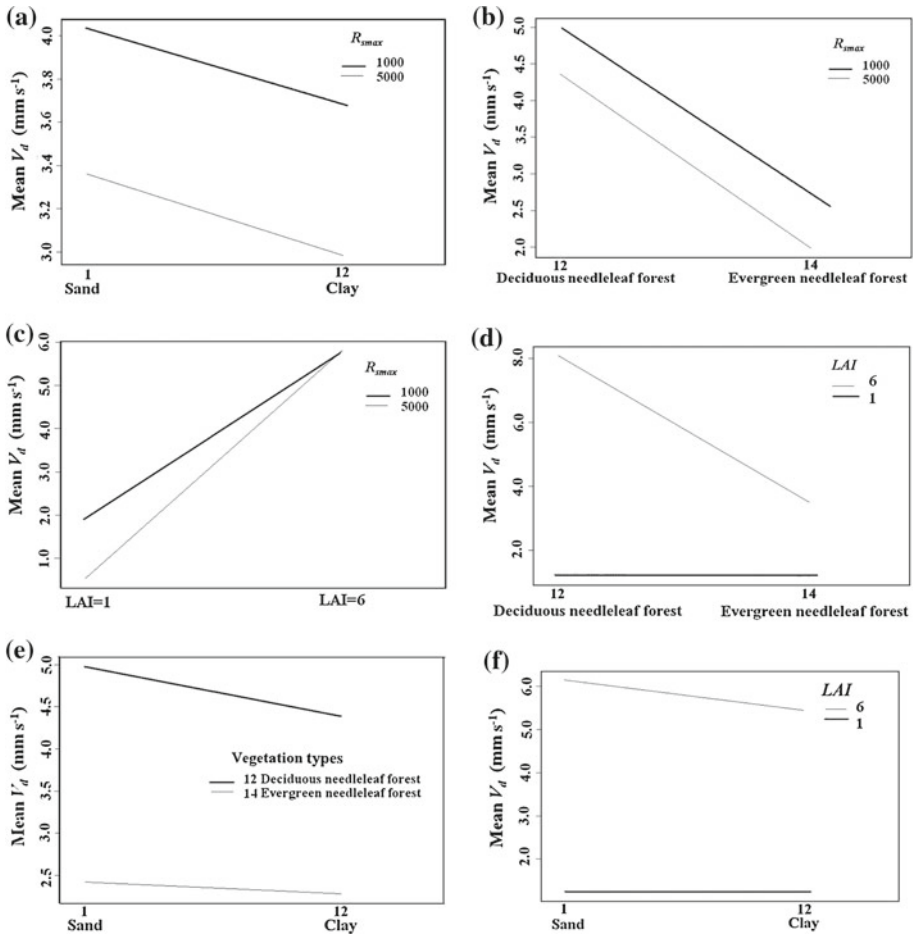 (a)
Mean V_d (mm s⁻¹)
4.0
3.8
3.6
3.4
3.2
3.0
R_smax
1000
5000
1
Sand
12
Clay
(b)
Mean V_d (mm s⁻¹)
5.0
4.5
4.0
3.5
3.0
2.5
2.0
R_smax
1000
5000
12
Deciduous needleleaf forest
14
Evergreen needleleaf forest
(c)
Mean V_d (mm s⁻¹)
6.0
5.0
4.0
3.0
2.0
1.0
R_smax
1000
5000
LAI=1
LAI=6
(d)
Mean V_d (mm s⁻¹)
8.0
6.0
4.0
2.0
LAI
6
1
12
Deciduous needleleaf forest
14
Evergreen needleleaf forest
(e)
Mean V_d (mm s⁻¹)
5.0
4.5
4.0
3.5
3.0
2.5
Vegetation types
12 Deciduous needleleaf forest
14 Evergreen needleleaf forest
1
Sand
12
Clay
(f)
Mean V_d (mm s⁻¹)
6.0
5.0
4.0
3.0
2.0
LAI
6
1
1
Sand
12
Clay